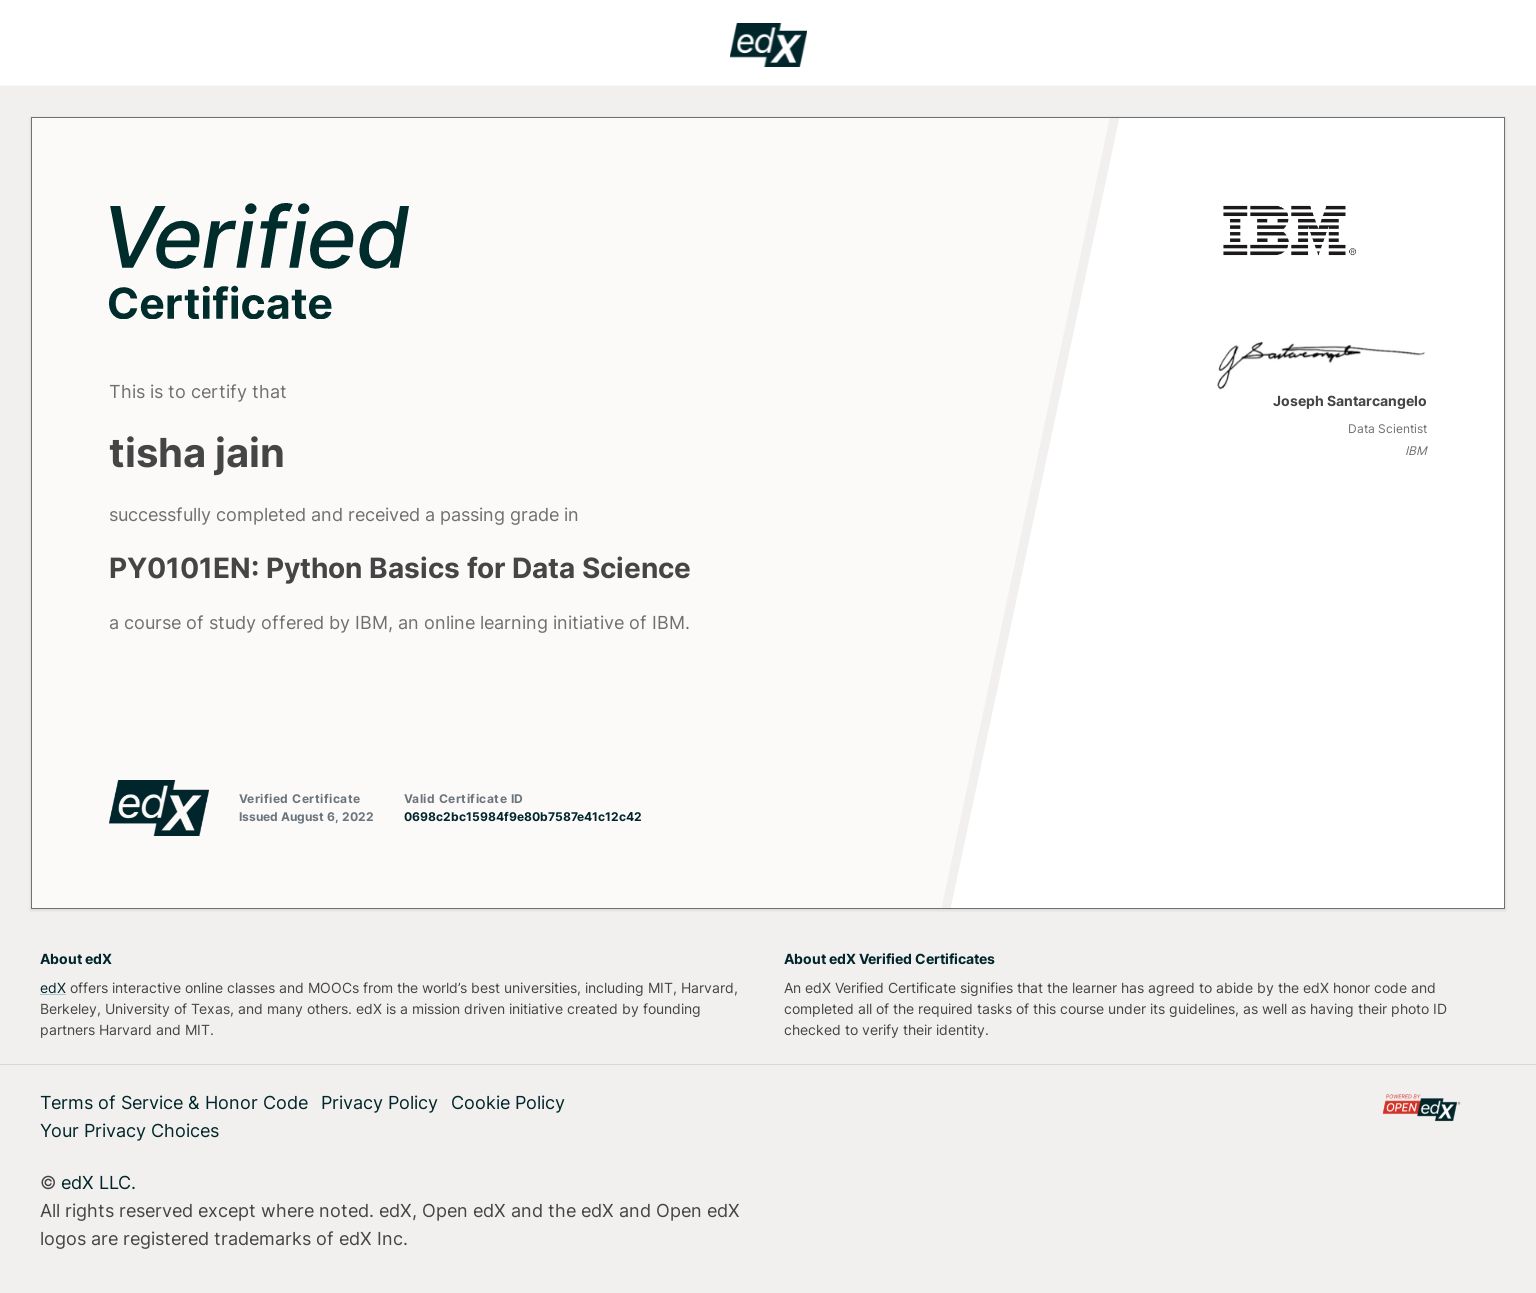 edX
Verified
Certificate
This is to certify that
tisha jain
successfully completed and received a passing grade in
PY0101EN: Python Basics for Data Science
a course of study offered by IBM, an online learning initiative of IBM.
IBM®
J Santarcangelo
Joseph Santarcangelo
Data Scientist
IBM
edX
Verified Certificate
Issued August 6, 2022
Valid Certificate ID
0698c2bc15984f9e80b7587e41c12c42
About edX
edX offers interactive online classes and MOOCs from the world’s best universities, including MIT, Harvard,
Berkeley, University of Texas, and many others. edX is a mission driven initiative created by founding
partners Harvard and MIT.
About edX Verified Certificates
An edX Verified Certificate signifies that the learner has agreed to abide by the edX honor code and
completed all of the required tasks of this course under its guidelines, as well as having their photo ID
checked to verify their identity.
Terms of Service & Honor Code Privacy Policy Cookie Policy
Your Privacy Choices
POWERED BY
OPEN edX
© edX LLC.
All rights reserved except where noted. edX, Open edX and the edX and Open edX
logos are registered trademarks of edX Inc.